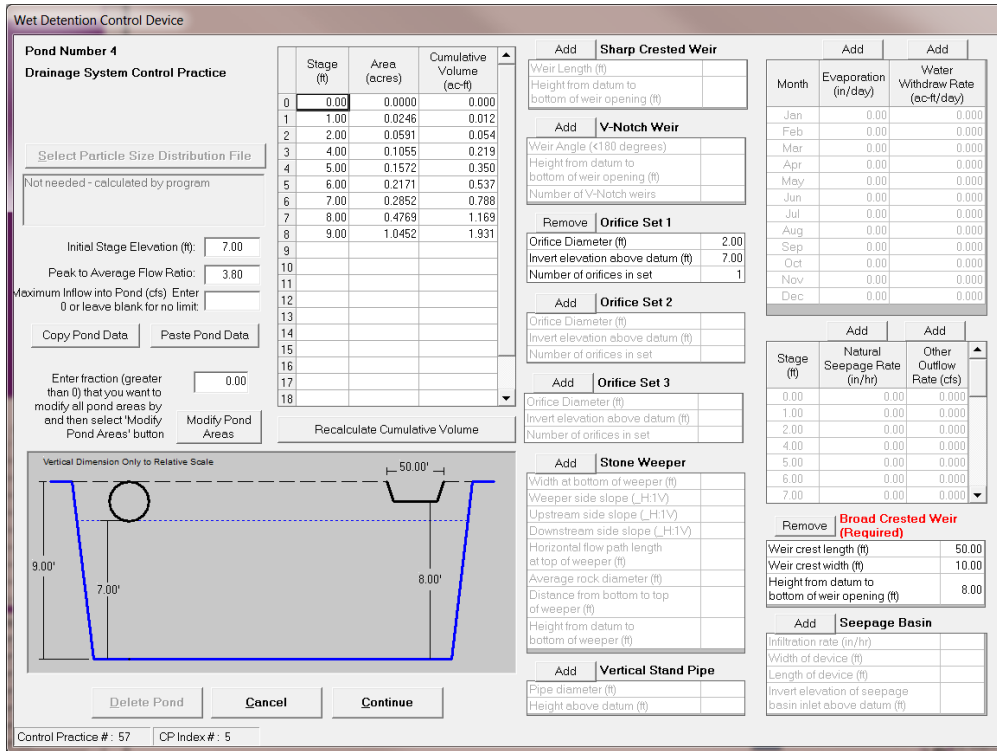 Wet Detention Control Device
Pond Number 4
Drainage System Control Practice
Select Particle Size Distribution File
Not needed - calculated by program
Initial Stage Elevation (ft): 7.00
Peak to Average Flow Ratio: 3.80
Maximum Inflow into Pond (cfs) Enter
0 or leave blank for no limit:
Copy Pond Data Paste Pond Data
Enter fraction (greater 0.00
than 0) that you want to
modify all pond areas by
and then select 'Modify
Pond Areas' button
Modify Pond
Areas
Stage
(ft)
Area
(acres)
Cumulative
Volume
(ac-ft)
0 0.00 0.0000 0.000
1 1.00 0.0246 0.012
2 2.00 0.0591 0.054
3 4.00 0.1055 0.219
4 5.00 0.1572 0.350
5 6.00 0.2171 0.537
6 7.00 0.2852 0.788
7 8.00 0.4769 1.169
8 9.00 1.0452 1.931
9
10
11
12
13
14
15
16
17
18
Recalculate Cumulative Volume
Vertical Dimension Only to Relative Scale
50.00'
9.00'
7.00'
8.00'
Delete Pond Cancel Continue
Control Practice #: 57 CP Index #: 5
Add Sharp Crested Weir
Weir Length (ft)
Height from datum to
bottom of weir opening (ft)
Add V-Notch Weir
Weir Angle (<180 degrees)
Height from datum to
bottom of weir opening (ft)
Number of V-Notch weirs
Remove Orifice Set 1
Orifice Diameter (ft) 2.00
Invert elevation above datum (ft) 7.00
Number of orifices in set 1
Add Orifice Set 2
Orifice Diameter (ft)
Invert elevation above datum (ft)
Number of orifices in set
Add Orifice Set 3
Orifice Diameter (ft)
Invert elevation above datum (ft)
Number of orifices in set
Add Stone Weeper
Width at bottom of weeper (ft)
Weeper side slope (_H:1V)
Upstream side slope (_H:1V)
Downstream side slope (_H:1V)
Horizontal flow path length
at top of weeper (ft)
Average rock diameter (ft)
Distance from bottom to top
of weeper (ft)
Height from datum to
bottom of weeper (ft)
Add Vertical Stand Pipe
Pipe diameter (ft)
Height above datum (ft)
Add Add
Month
Evaporation
(in/day)
Water
Withdraw Rate
(ac-ft/day)
Jan 0.00 0.000
Feb 0.00 0.000
Mar 0.00 0.000
Apr 0.00 0.000
May 0.00 0.000
Jun 0.00 0.000
Jul 0.00 0.000
Aug 0.00 0.000
Sep 0.00 0.000
Oct 0.00 0.000
Nov 0.00 0.000
Dec 0.00 0.000
Add Add
Stage
(ft)
Natural
Seepage Rate
(in/hr)
Other
Outflow
Rate (cfs)
0.00 0.00 0.000
1.00 0.00 0.000
2.00 0.00 0.000
4.00 0.00 0.000
5.00 0.00 0.000
6.00 0.00 0.000
7.00 0.00 0.000
Remove Broad Crested Weir
(Required)
Weir crest length (ft) 50.00
Weir crest width (ft) 10.00
Height from datum to
bottom of weir opening (ft) 8.00
Add Seepage Basin
Infiltration rate (in/hr)
Width of device (ft)
Length of device (ft)
Invert elevation of seepage
basin inlet above datum (ft)